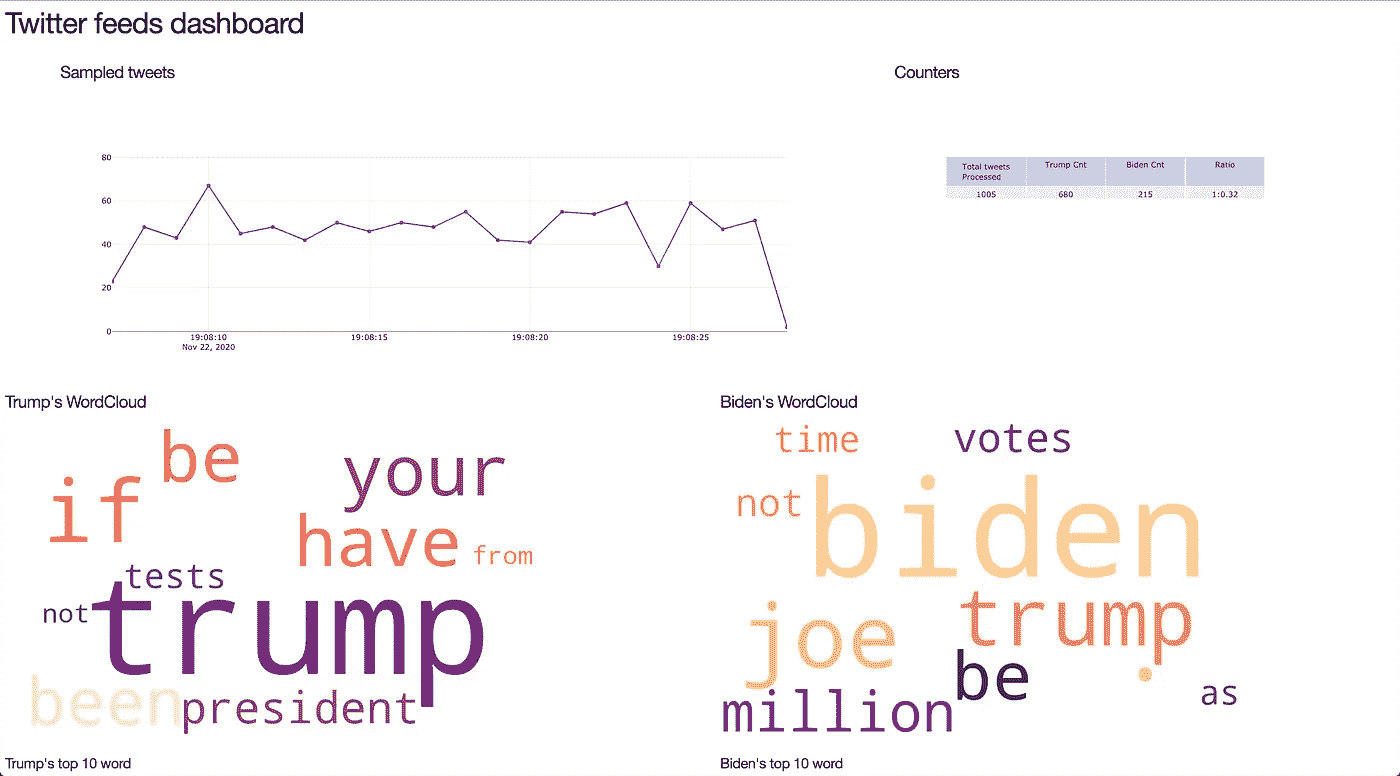 Twitter feeds dashboard
Sampled tweets
Counters
80
60
40
20
0
19:08:10
Nov 22, 2020
19:08:15
19:08:20
19:08:25
Total tweets Processed
Trump Cnt
Biden Cnt
Ratio
1005
680
215
1:0.32
Trump's WordCloud
be
your
if
have
from
tests
not
trump
been
president
Biden's WordCloud
time
votes
not
biden
joe
trump
be
.
million
as
Trump's top 10 word
Biden's top 10 word